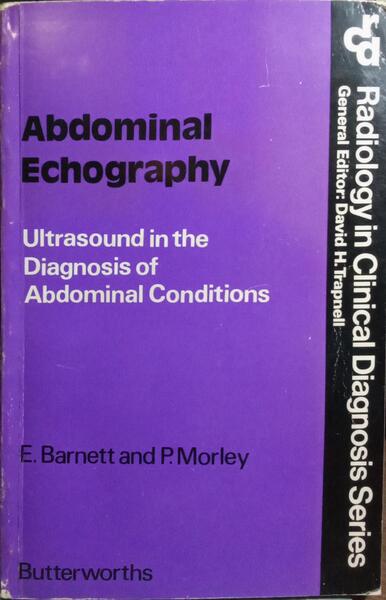 Abdominal
Echography
Ultrasound in the
Diagnosis of
Abdominal Conditions
E. Barnett and P. Morley
Butterworths
rcd
Radiology in Clinical Diagnosis Series
General Editor: David H. Trapnell